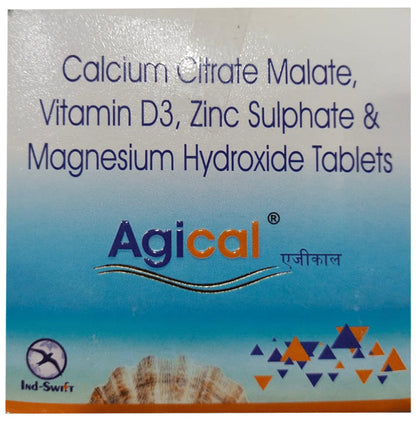 Calcium Citrate Malate,
Vitamin D3, Zinc Sulphate &
Magnesium Hydroxide Tablets
Agical®
एजीकाल
IND-SWIFT